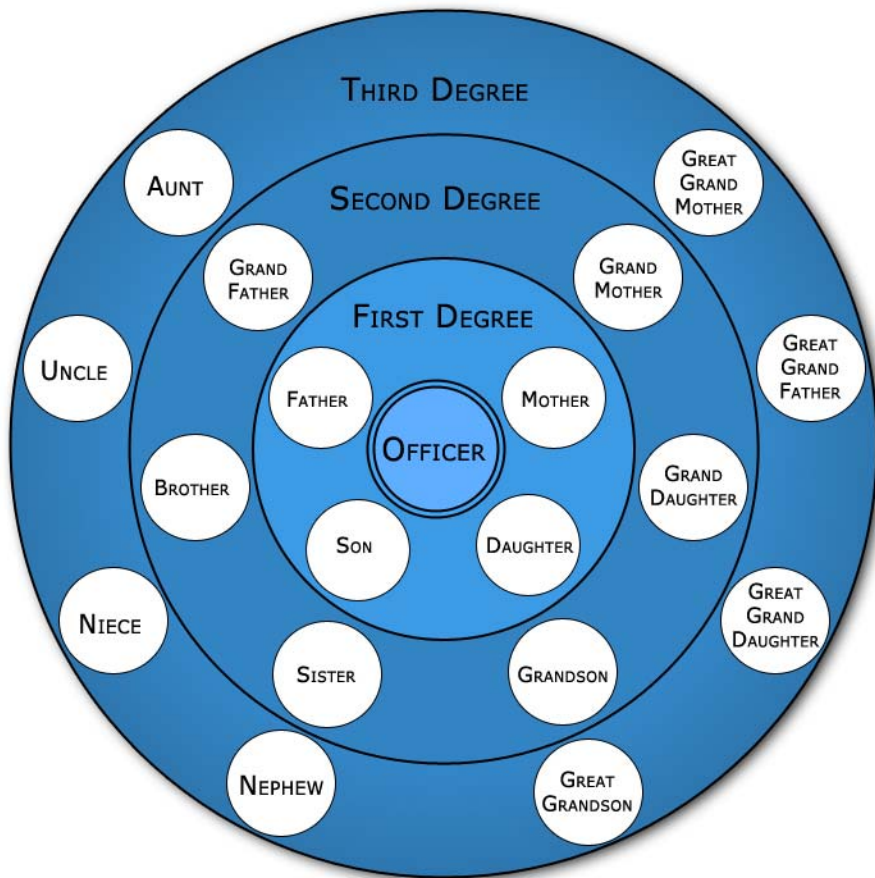 Third Degree
Aunt
Great
Grand
Mother
Second Degree
Grand
Father
Grand
Mother
First Degree
Uncle
Great
Grand
Father
Father
Mother
Officer
Brother
Grand
Daughter
Son
Daughter
Niece
Great
Grand
Daughter
Sister
Grandson
Nephew
Great
Grandson